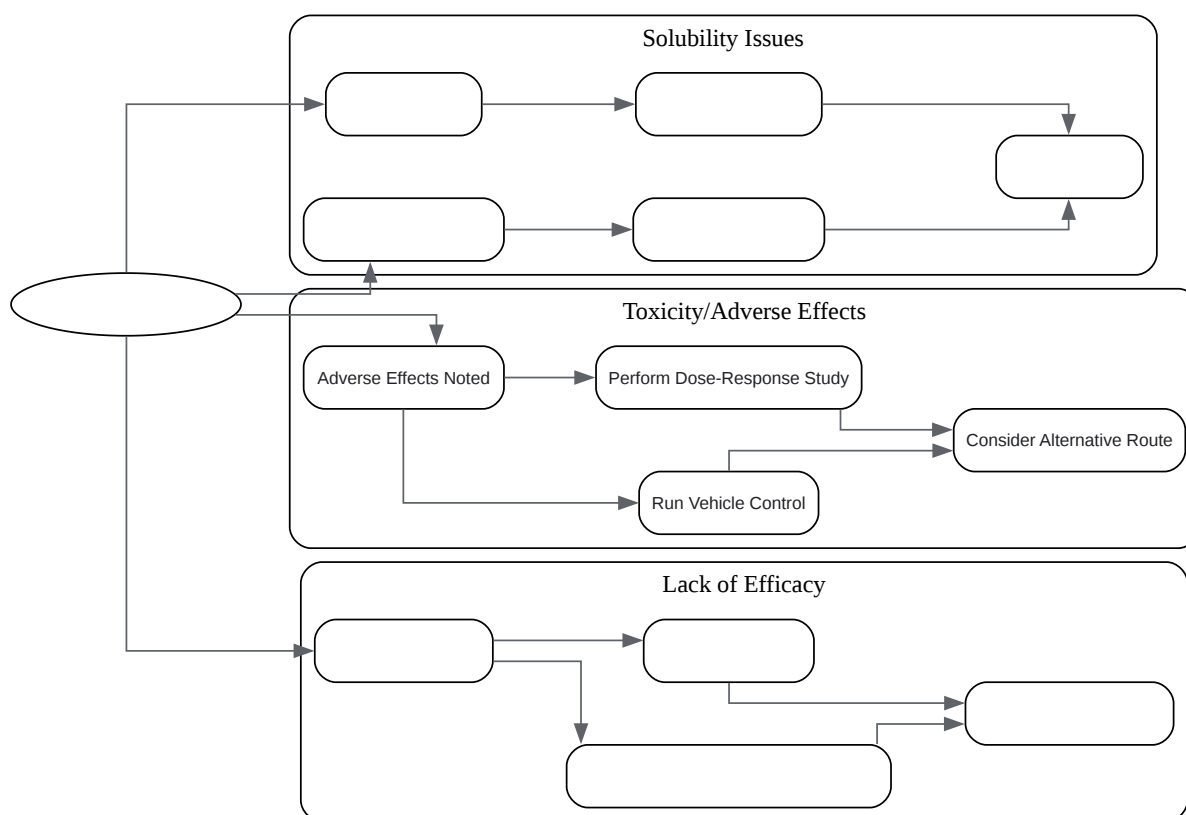 Solubility Issues
Toxicity/Adverse Effects
Adverse Effects Noted
Perform Dose-Response Study
Consider Alternative Route
Run Vehicle Control
Lack of Efficacy